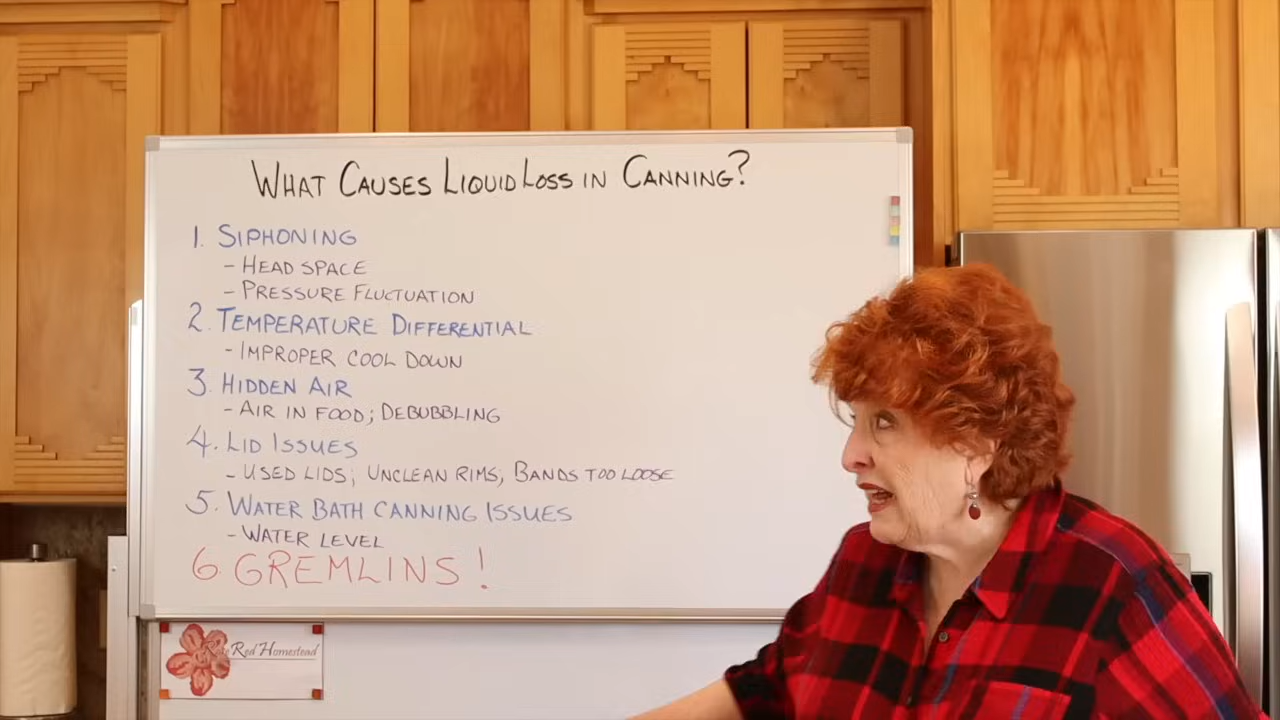 WHAT CAUSES LIQUID LOSS IN CANNING?
1. SIPHONING
- HEAD SPACE
- PRESSURE FLUCTUATION
2. TEMPERATURE DIFFERENTIAL
- IMPROPER COOL DOWN
3. HIDDEN AIR
- AIR IN FOOD; DEBUBBLING
4. LID ISSUES
- USED LIDS; UNCLEAN RIMS; BANDS TOO LOOSE
5. WATER BATH CANNING ISSUES
- WATER LEVEL
6. GREMLINS!
Red Homestead